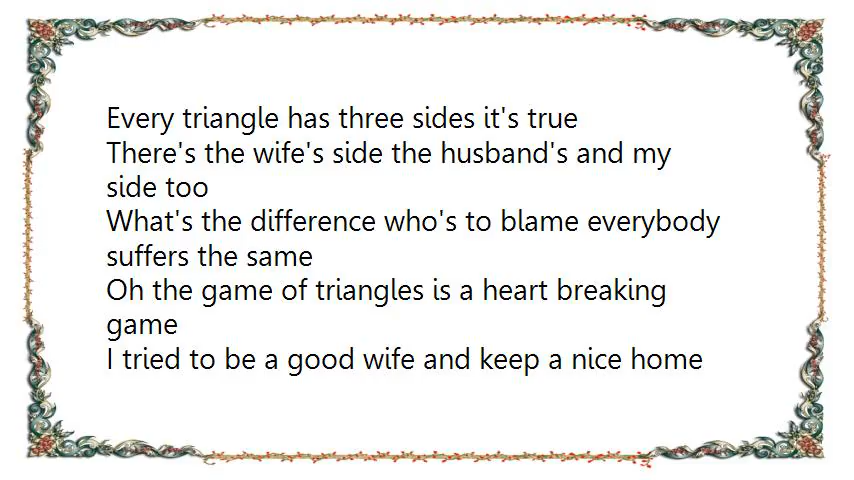 Every triangle has three sides it's true
There's the wife's side the husband's and my
side too
What's the difference who's to blame everybody
suffers the same
Oh the game of triangles is a heart breaking
game
I tried to be a good wife and keep a nice home